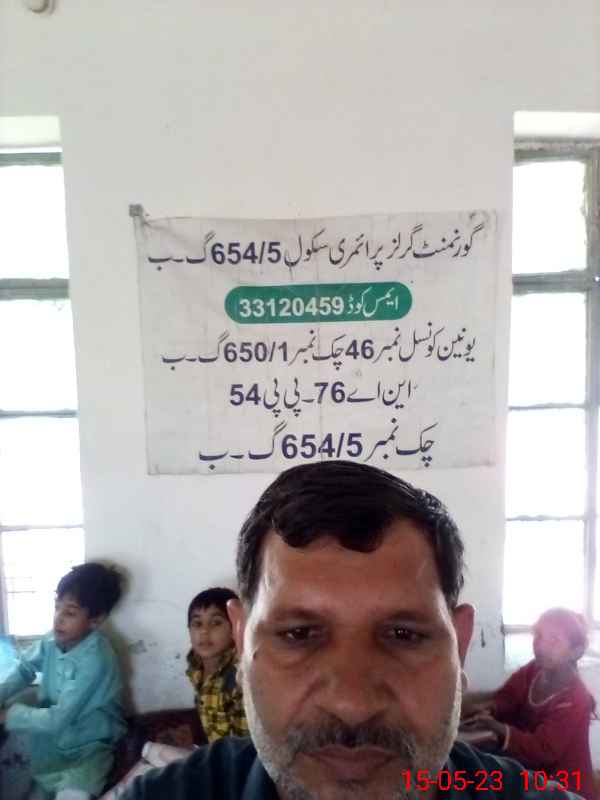 گورنمنٹ گرلز پرائمری سکول 654/5 گ۔ب
ایمس کوڈ 33120459
یونین کونسل نمبر 46 چک نمبر 650/1 گ۔ب
این اے 76۔ پی پی 54
چک نمبر 654/5 گ۔ب
15-05-23 10:31